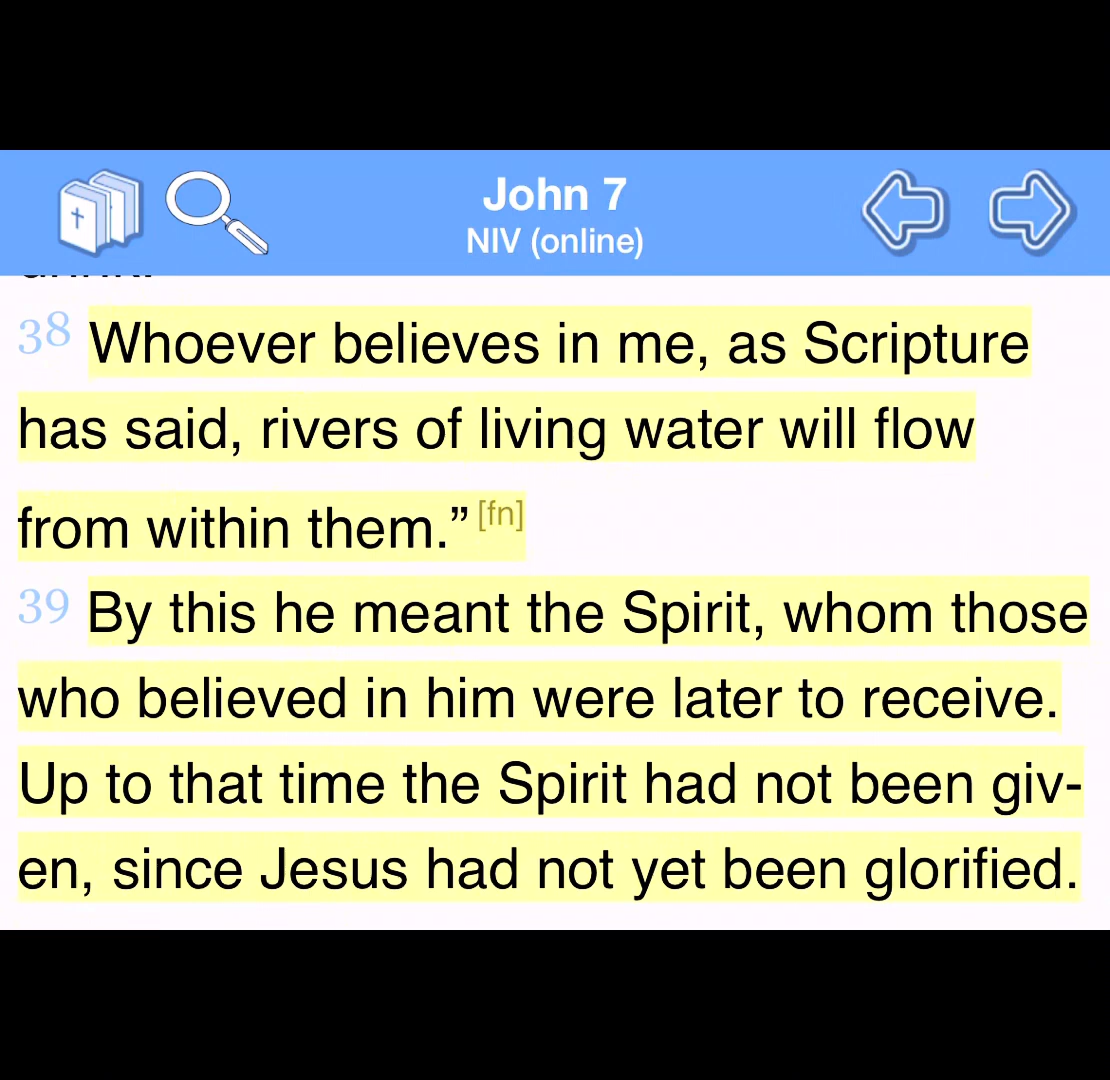 John 7
NIV (online)
38 Whoever believes in me, as Scripture
has said, rivers of living water will flow
from within them.” [fn]
39 By this he meant the Spirit, whom those
who believed in him were later to receive.
Up to that time the Spirit had not been giv-
en, since Jesus had not yet been glorified.